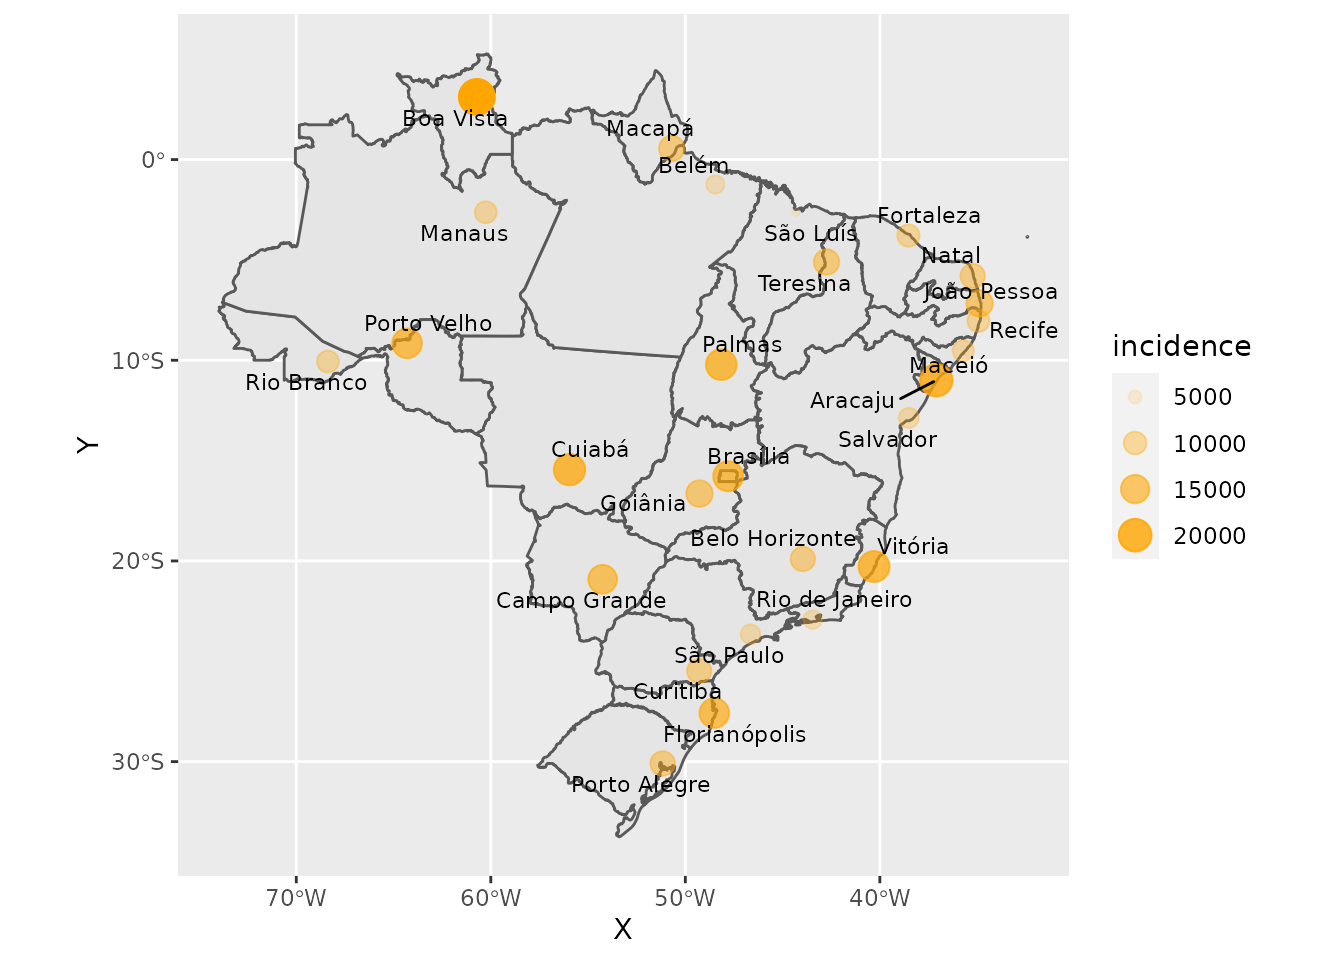 Boa Vista
Macapá
Belém
Manaus
São Luís
Fortaleza
Teresina
Natal
João Pessoa
Recife
Porto Velho
Rio Branco
Palmas
Maceió
Aracaju
Salvador
Cuiabá
Brasília
Goiânia
Belo Horizonte
Vitória
Campo Grande
Rio de Janeiro
São Paulo
Curitiba
Florianópolis
Porto Alegre
0°
10°S
20°S
30°S
Y
70°W
60°W
50°W
40°W
X
incidence
5000
10000
15000
20000